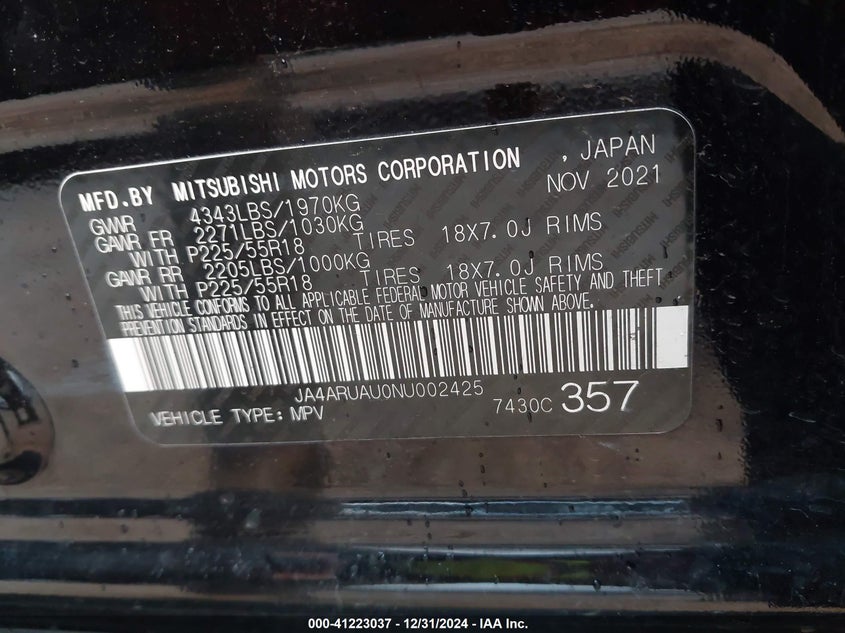 MFD.BY MITSUBISHI MOTORS CORPORATION , JAPAN
NOV 2021
GVWR 4343LBS/1970KG
GAWR FR 2271LBS/1030KG
WITH P225/55R18 TIRES 18X7.0J RIMS
GAWR RR 2205LBS/1000KG
WITH P225/55R18 TIRES 18X7.0J RIMS
THIS VEHICLE CONFORMS TO ALL APPLICABLE FEDERAL MOTOR VEHICLE SAFETY AND THEFT
PREVENTION STANDARDS IN EFFECT ON THE DATE OF MANUFACTURE SHOWN ABOVE.
JA4ARUAU0NU002425
VEHICLE TYPE: MPV 7430C 357
000-41223037 - 12/31/2024 - IAA Inc.